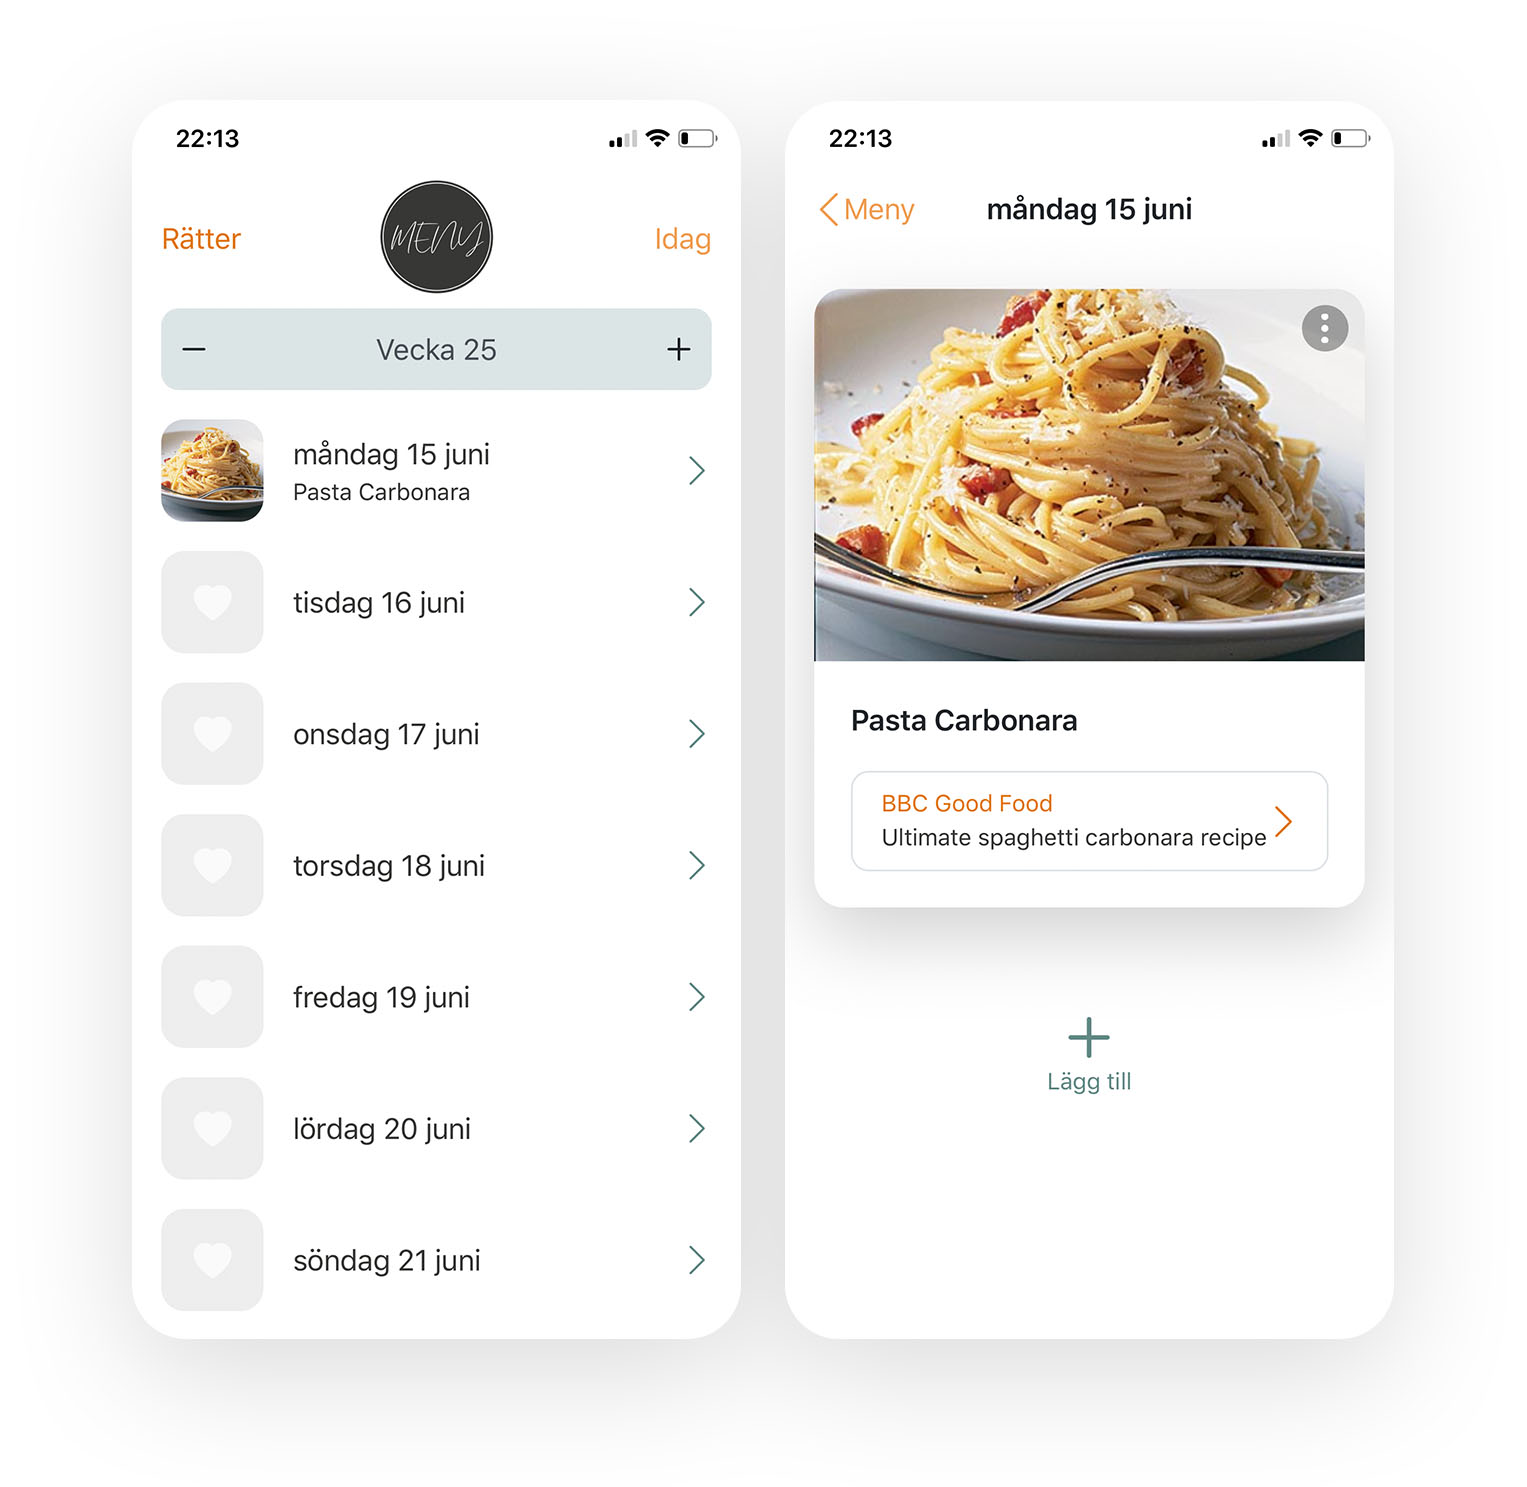 22:13
Rätter
MENY
Idag
Vecka 25
måndag 15 juni
Pasta Carbonara
tisdag 16 juni
onsdag 17 juni
torsdag 18 juni
fredag 19 juni
lördag 20 juni
söndag 21 juni
22:13
Meny
måndag 15 juni
Pasta Carbonara
BBC Good Food
Ultimate spaghetti carbonara recipe
Lägg till